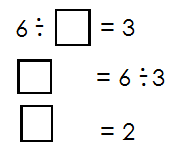 6 ÷ □ = 3
□ = 6 ÷3
□ = 2